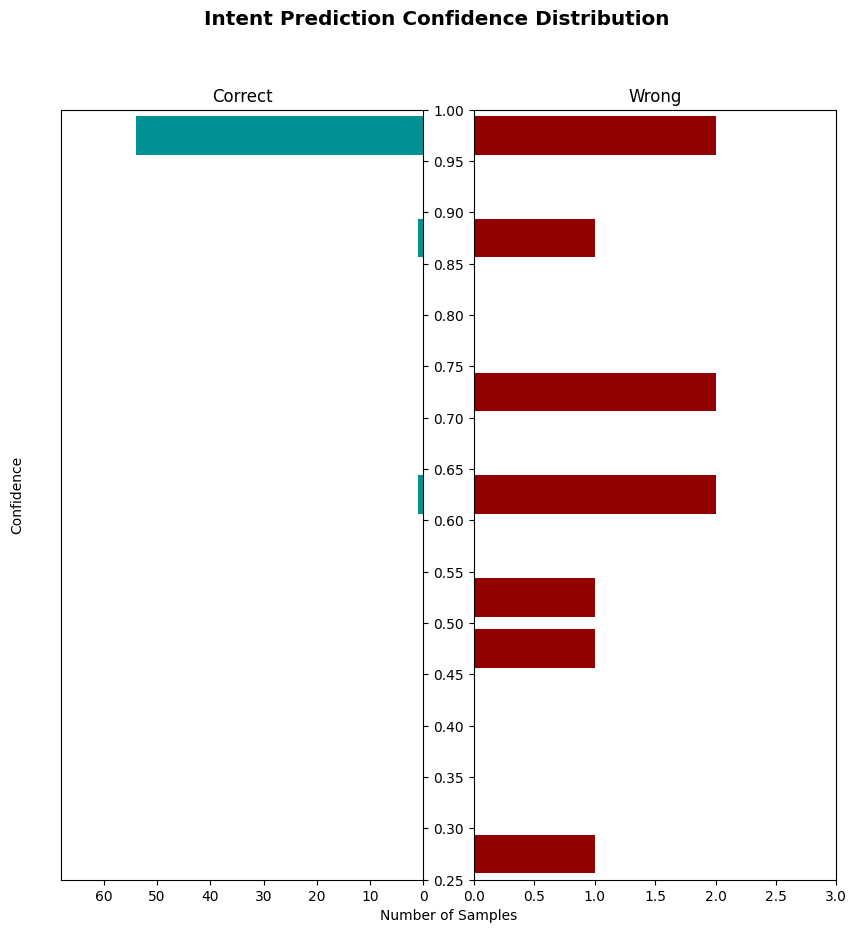 Intent Prediction Confidence Distribution
Correct
Wrong
1.00
0.95
0.90
0.85
0.80
0.75
0.70
0.65
0.60
0.55
0.50
0.45
0.40
0.35
0.30
0.25
Confidence
60 50 40 30 20 10 0
0.0 0.5 1.0 1.5 2.0 2.5 3.0
Number of Samples